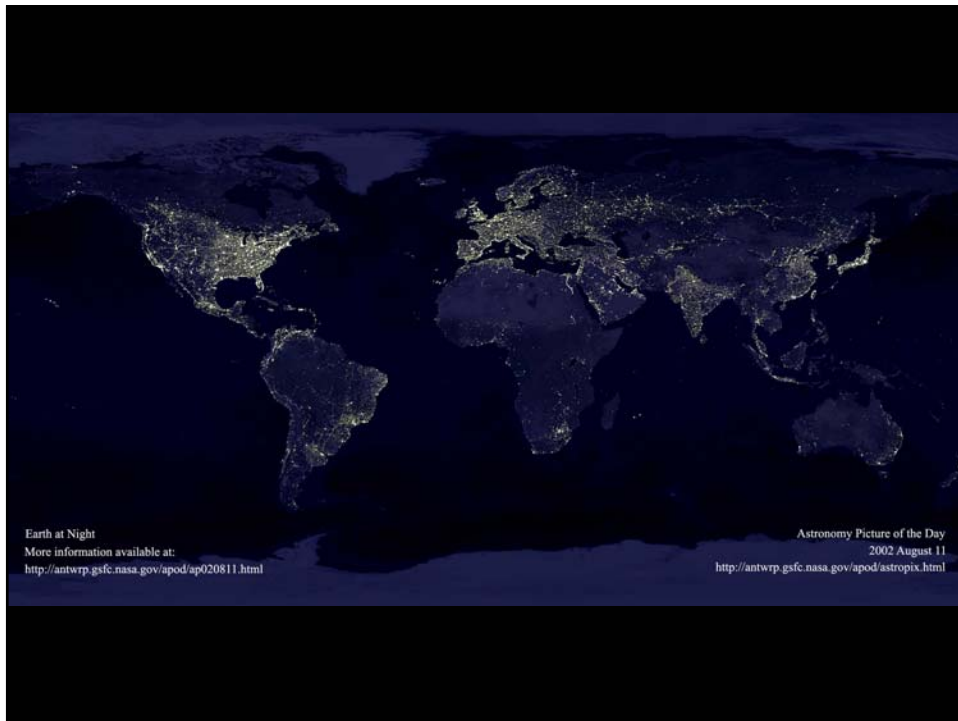 Earth at Night
More information available at:
http://antwrp.gsfc.nasa.gov/apod/ap020811.html
Astronomy Picture of the Day
2002 August 11
http://antwrp.gsfc.nasa.gov/apod/astropix.html